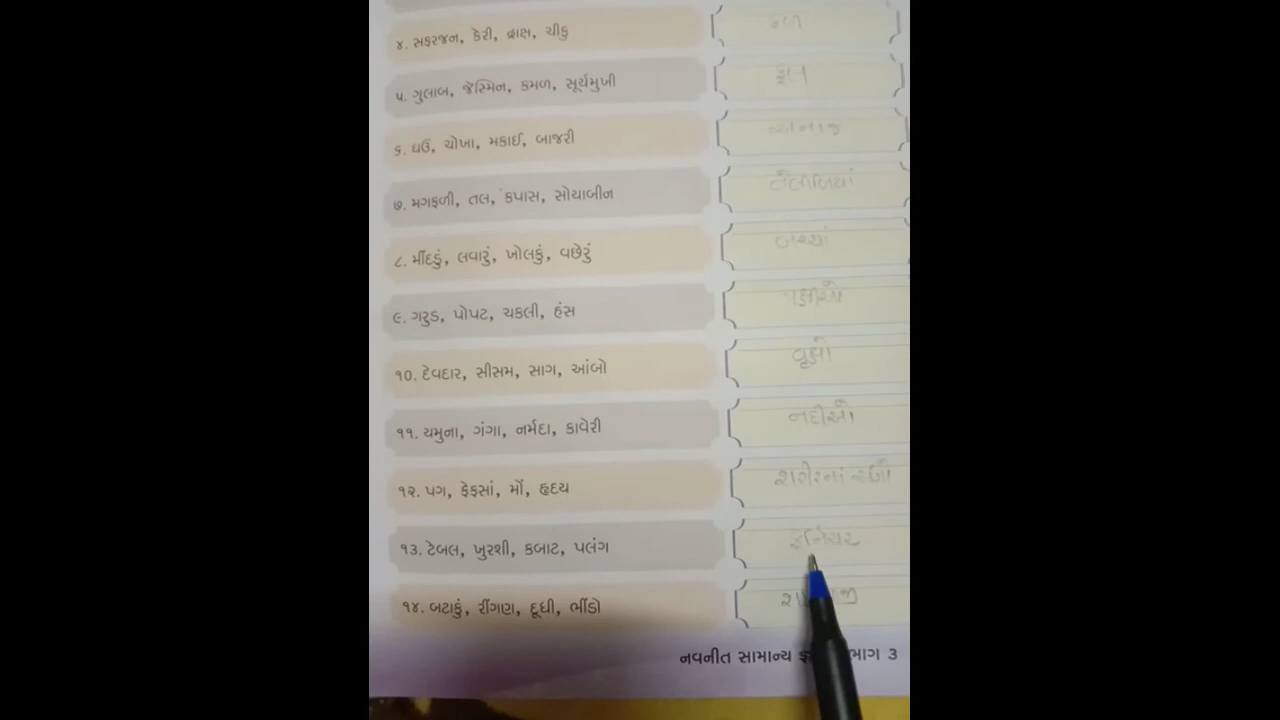 ૪. સફરજન, કેરી, દ્રાક્ષ, ચીકુ ફળ
૫. ગુલાબ, જેસ્મિન, કમળ, સૂર્યમુખી ફૂલ
૬. ઘઉં, ચોખા, મકાઈ, બાજરી અનાજ
૭. મગફળી, તલ, કપાસ, સોયાબીન તેલીબિયાં
૮. મીંદડું, લવારું, ખોલકું, વછેરું બચ્ચાં
૯. ગરુડ, પોપટ, ચકલી, હંસ પક્ષીઓ
૧૦. દેવદાર, સીસમ, સાગ, આંબો વૃક્ષો
૧૧. યમુના, ગંગા, નર્મદા, કાવેરી નદીઓ
૧૨. પગ, ફેફસાં, મોં, હૃદય શરીરનાં અંગો
૧૩. ટેબલ, ખુરશી, કબાટ, પલંગ ફર્નિચર
૧૪. બટાકું, રીંગણ, દૂધી, ભીંડો
નવનીત સામાન્ય ભાગ 3